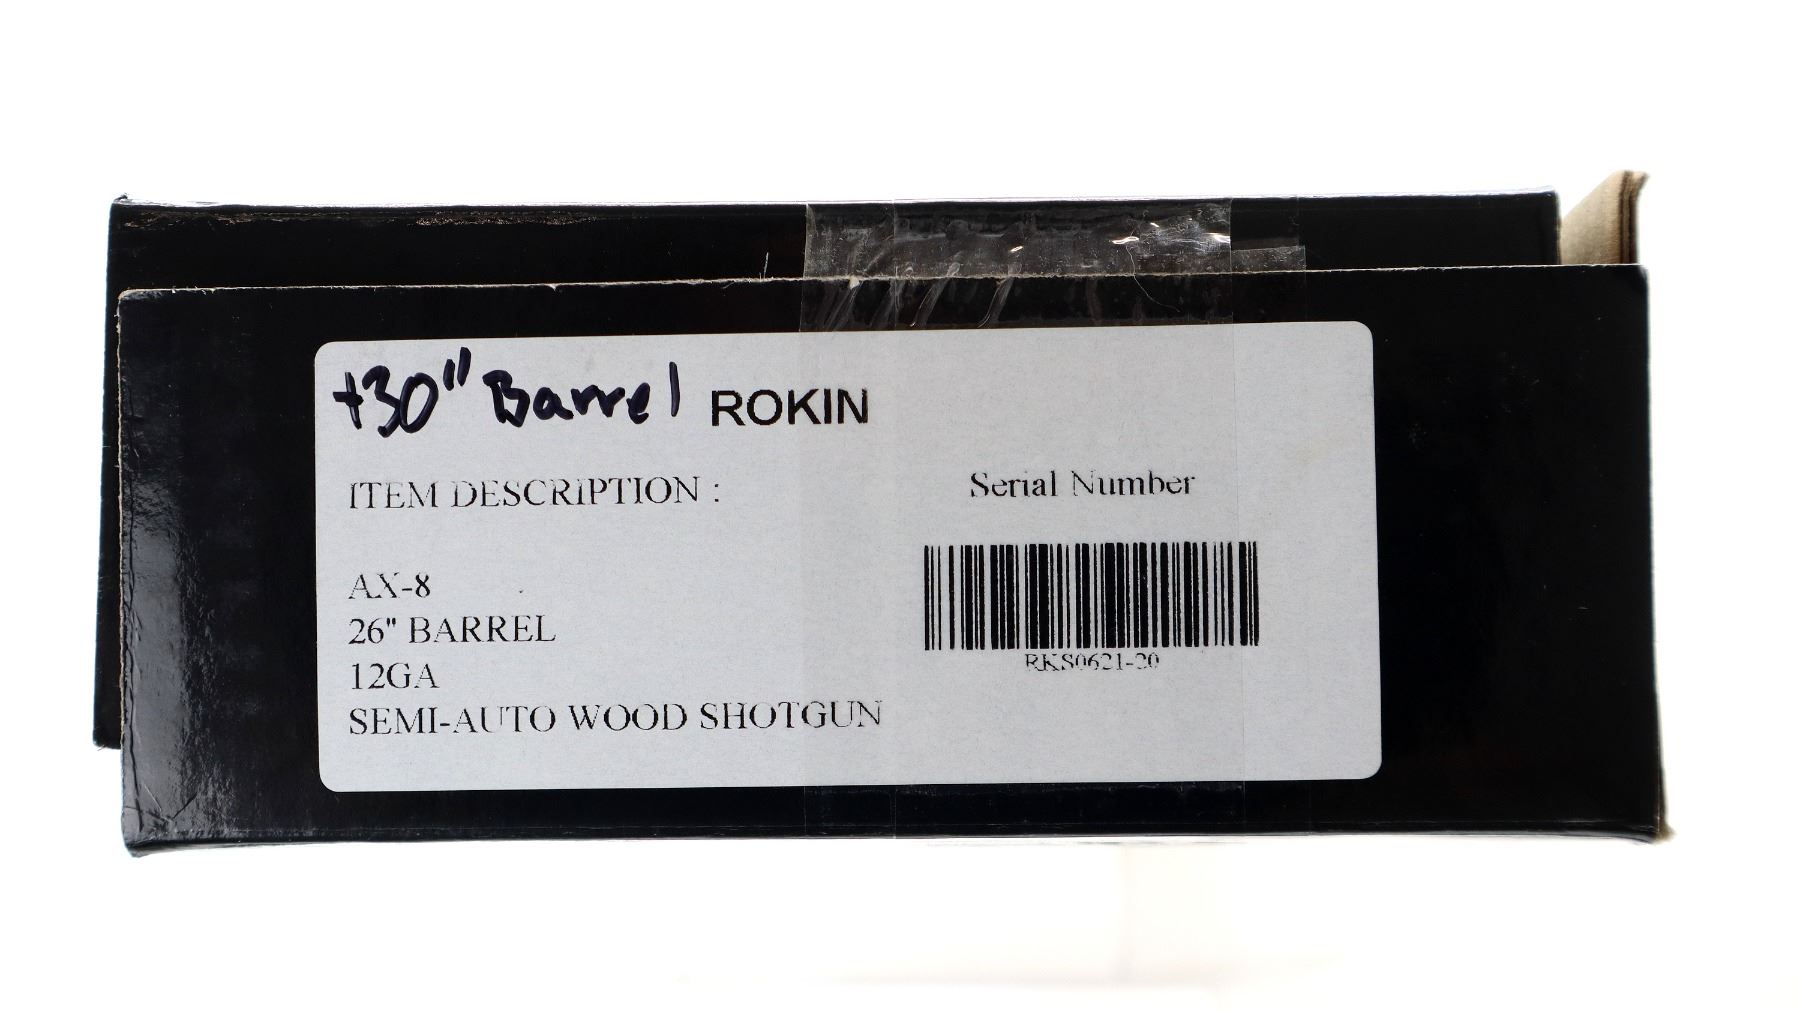 +30" Barrel ROKIN
ITEM DESCRIPTION :
Serial Number
AX-8
26" BARREL
12GA
SEMI-AUTO WOOD SHOTGUN
RKS0621-20